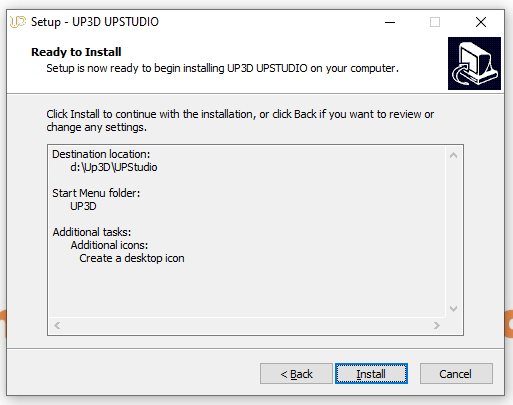 Setup - UP3D UPSTUDIO
Ready to Install
Setup is now ready to begin installing UP3D UPSTUDIO on your computer.
Click Install to continue with the installation, or click Back if you want to review or
change any settings.
Destination location:
d:\Up3D\UPStudio
Start Menu folder:
UP3D
Additional tasks:
Additional icons:
Create a desktop icon
< Back
Install
Cancel